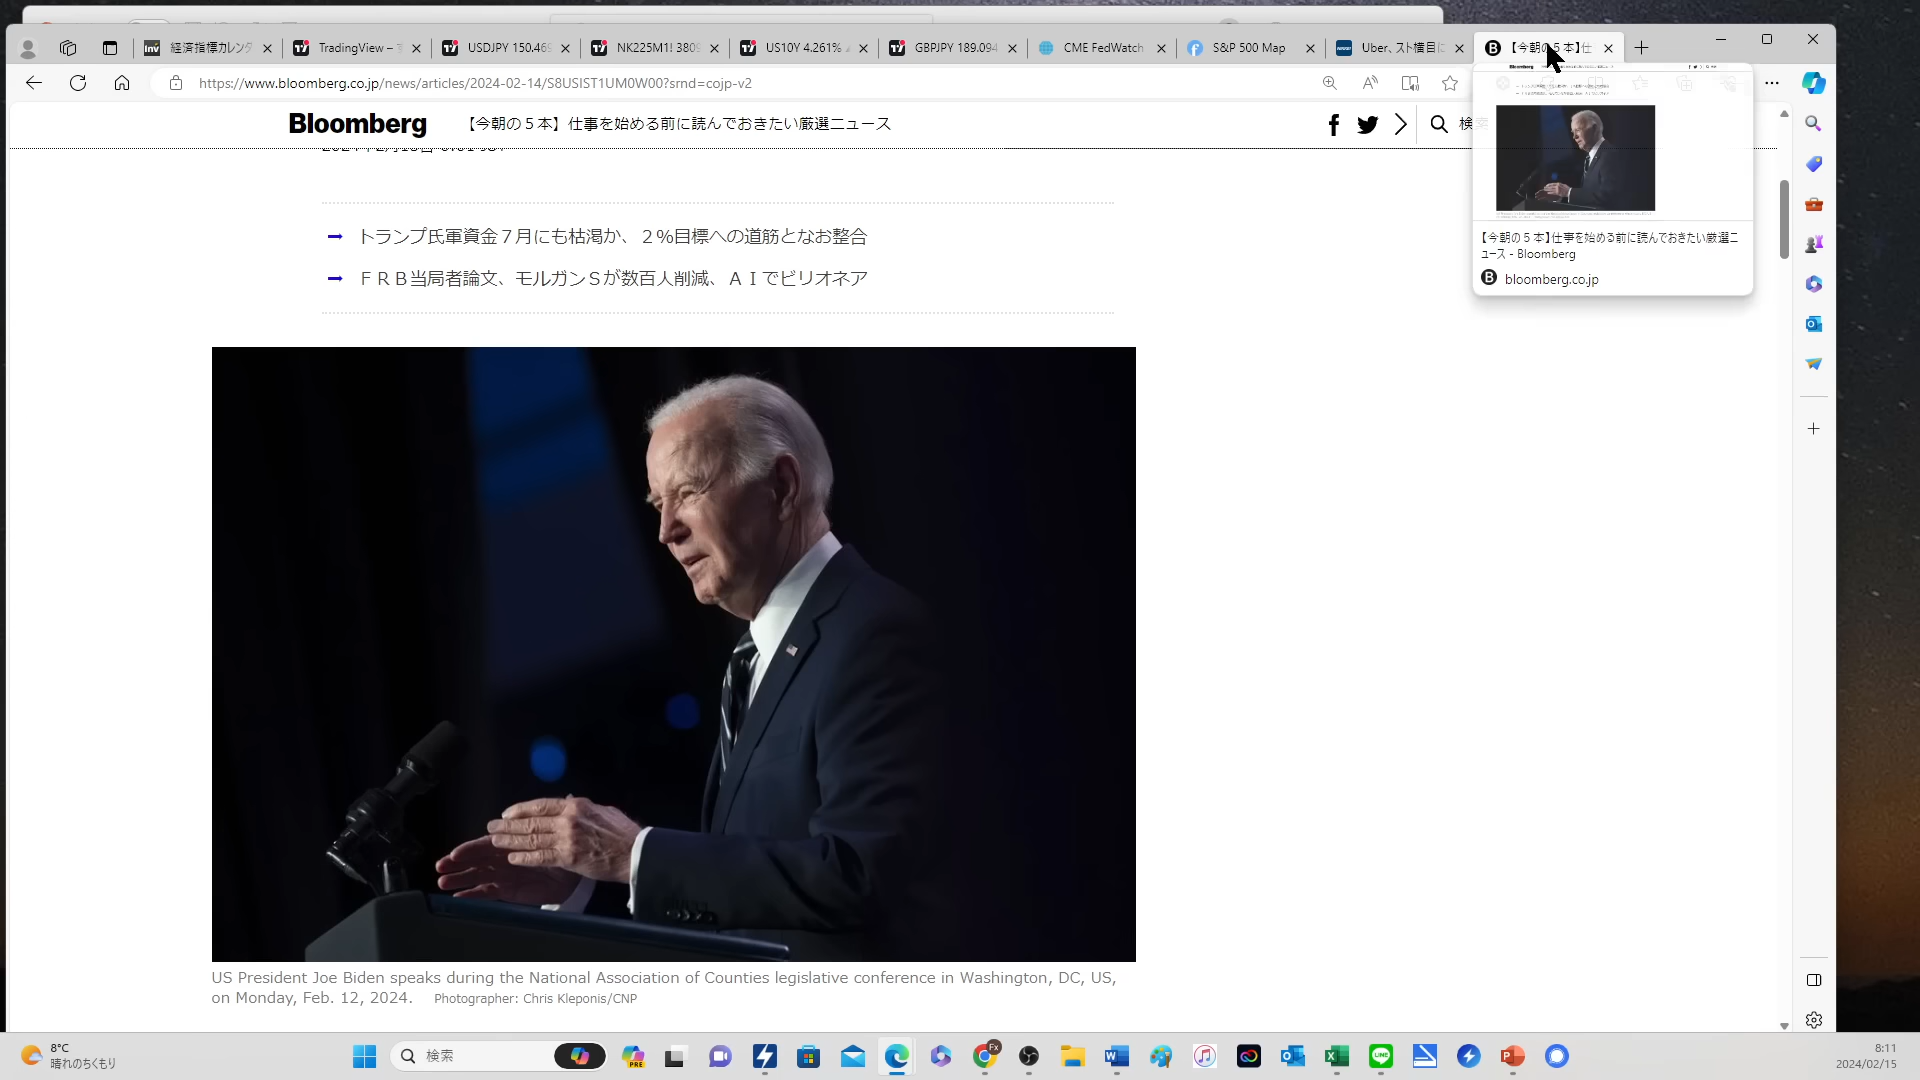 経済指標カレンダ
TradingView – す
USDJPY 150.469
NK225M1! 380
US10Y 4.261%
GBPJPY 189.094
CME FedWatch
S&P 500 Map
Uber、スト横目に
【今朝の５本】仕
https://www.bloomberg.co.jp/news/articles/2024-02-14/S8USIST1UM0W00?srnd=cojp-v2
Bloomberg
【今朝の５本】仕事を始める前に読んでおきたい厳選ニュース
検索
【今朝の５本】仕事を始める前に読んでおきたい厳選ニ
ュース - Bloomberg
bloomberg.co.jp
→ トランプ氏軍資金７月にも枯渇か、２％目標への道筋となお整合
→ ＦＲＢ当局者論文、モルガンＳが数百人削減、ＡＩでビリオネア
US President Joe Biden speaks during the National Association of Counties legislative conference in Washington, DC, US,
on Monday, Feb. 12, 2024. Photographer: Chris Kleponis/CNP
8°C
晴れのちくもり
検索
8:11
2024/02/15